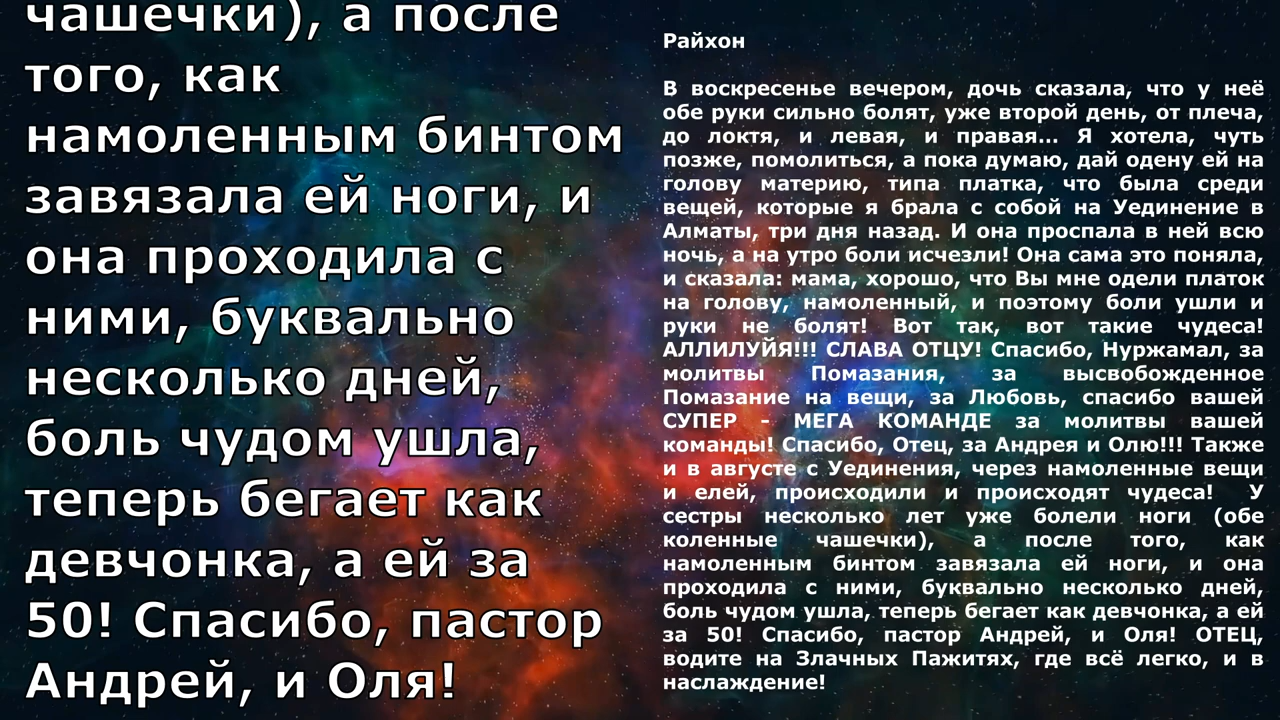 чашечки), а после
того, как
намоленным бинтом
завязала ей ноги, и
она проходила с
ними, буквально
несколько дней,
боль чудом ушла,
теперь бегает как
девчонка, а ей за
50! Спасибо, пастор
Андрей, и Оля!
Райхон
В воскресенье вечером, дочь сказала, что у неё
обе руки сильно болят, уже второй день, от плеча,
до локтя, и левая, и правая... Я хотела, чуть
позже, помолиться, а пока думаю, дай одену ей на
голову материю, типа платка, что была среди
вещей, которые я брала с собой на Уединение в
Алматы, три дня назад. И она проспала в ней всю
ночь, а на утро боли исчезли! Она сама это поняла,
и сказала: мама, хорошо, что Вы мне одели платок
на голову, намоленный, и поэтому боли ушли и
руки не болят! Вот так, вот такие чудеса!
АЛЛИЛУЙЯ!!! СЛАВА ОТЦУ! Спасибо, Нуржамал, за
молитвы Помазания, за высвобожденное
Помазание на вещи, за Любовь, спасибо вашей
СУПЕР - МЕГА КОМАНДЕ за молитвы вашей
команды! Спасибо, Отец, за Андрея и Олю!!! Также
и в августе с Уединения, через намоленные вещи
и елей, происходили и происходят чудеса! У
сестры несколько лет уже болели ноги (обе
коленные чашечки), а после того, как
намоленным бинтом завязала ей ноги, и она
проходила с ними, буквально несколько дней,
боль чудом ушла, теперь бегает как девчонка, а ей
за 50! Спасибо, пастор Андрей, и Оля! ОТЕЦ,
водите на Злачных Пажитях, где всё легко, и в
наслаждение!